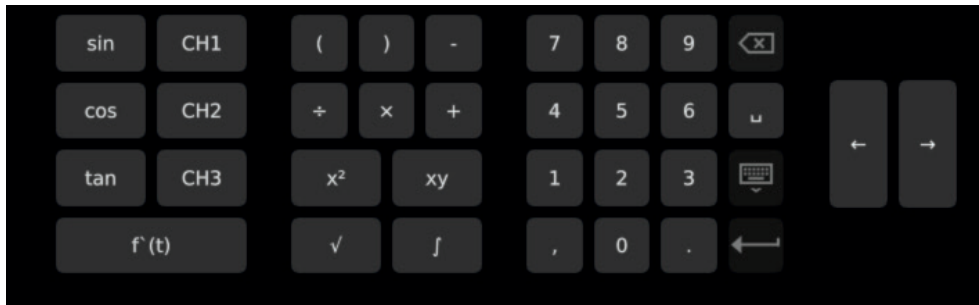 sin CH1 ( ) - 7 8 9
cos CH2 ÷ × + 4 5 6 ␣
← →
tan CH3 x² xy 1 2 3
f`(t) √ ∫ , 0 .